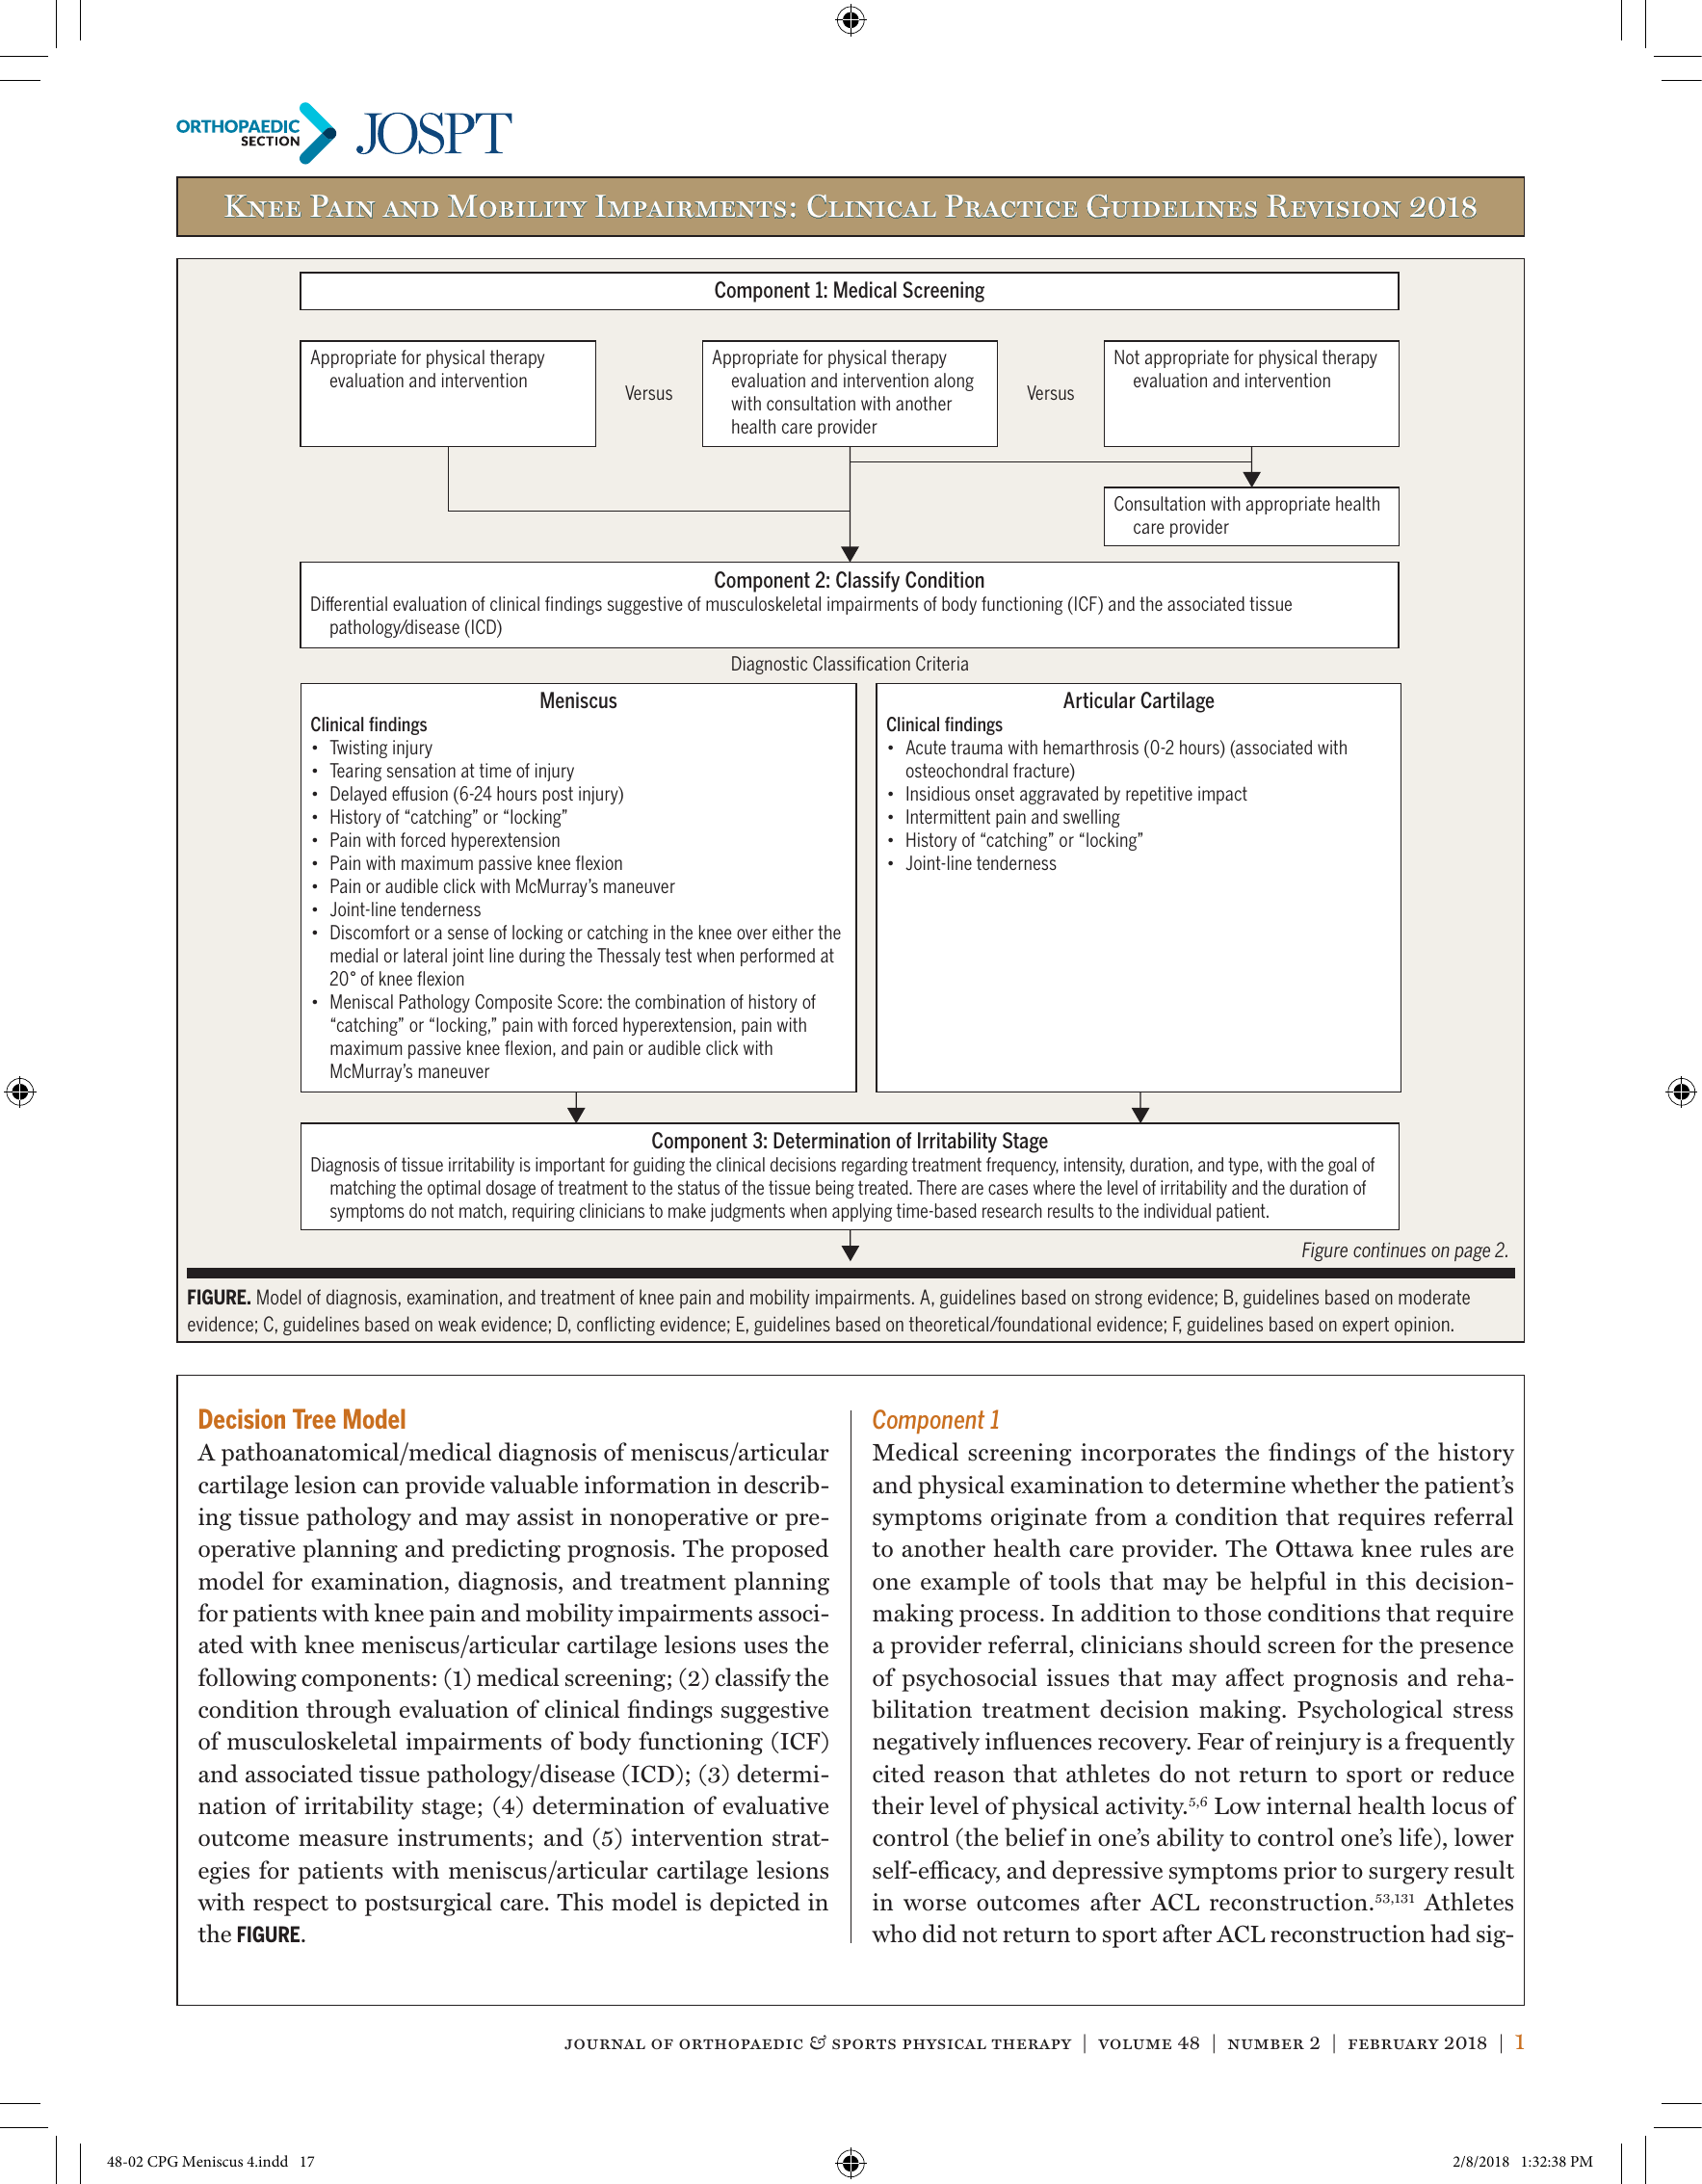 ORTHOPAEDIC
SECTION
JOSPT
Knee Pain and Mobility Impairments: Clinical Practice Guidelines Revision 2018
Component 1: Medical Screening
Appropriate for physical therapy
evaluation and intervention
Versus
Appropriate for physical therapy
evaluation and intervention along
with consultation with another
health care provider
Versus
Not appropriate for physical therapy
evaluation and intervention
Consultation with appropriate health
care provider
Component 2: Classify Condition
Differential evaluation of clinical findings suggestive of musculoskeletal impairments of body functioning (ICF) and the associated tissue
pathology/disease (ICD)
Diagnostic Classification Criteria
Meniscus
Clinical findings
• Twisting injury
• Tearing sensation at time of injury
• Delayed effusion (6-24 hours post injury)
• History of “catching” or “locking”
• Pain with forced hyperextension
• Pain with maximum passive knee flexion
• Pain or audible click with McMurray’s maneuver
• Joint-line tenderness
• Discomfort or a sense of locking or catching in the knee over either the
medial or lateral joint line during the Thessaly test when performed at
20° of knee flexion
• Meniscal Pathology Composite Score: the combination of history of
“catching” or “locking,” pain with forced hyperextension, pain with
maximum passive knee flexion, and pain or audible click with
McMurray’s maneuver
Articular Cartilage
Clinical findings
• Acute trauma with hemarthrosis (0-2 hours) (associated with
osteochondral fracture)
• Insidious onset aggravated by repetitive impact
• Intermittent pain and swelling
• History of “catching” or “locking”
• Joint-line tenderness
Component 3: Determination of Irritability Stage
Diagnosis of tissue irritability is important for guiding the clinical decisions regarding treatment frequency, intensity, duration, and type, with the goal of
matching the optimal dosage of treatment to the status of the tissue being treated. There are cases where the level of irritability and the duration of
symptoms do not match, requiring clinicians to make judgments when applying time-based research results to the individual patient.
Figure continues on page 2.
FIGURE. Model of diagnosis, examination, and treatment of knee pain and mobility impairments. A, guidelines based on strong evidence; B, guidelines based on moderate
evidence; C, guidelines based on weak evidence; D, conflicting evidence; E, guidelines based on theoretical/foundational evidence; F, guidelines based on expert opinion.
Decision Tree Model
A pathoanatomical/medical diagnosis of meniscus/articular
cartilage lesion can provide valuable information in describ-
ing tissue pathology and may assist in nonoperative or pre-
operative planning and predicting prognosis. The proposed
model for examination, diagnosis, and treatment planning
for patients with knee pain and mobility impairments associ-
ated with knee meniscus/articular cartilage lesions uses the
following components: (1) medical screening; (2) classify the
condition through evaluation of clinical findings suggestive
of musculoskeletal impairments of body functioning (ICF)
and associated tissue pathology/disease (ICD); (3) determi-
nation of irritability stage; (4) determination of evaluative
outcome measure instruments; and (5) intervention strat-
egies for patients with meniscus/articular cartilage lesions
with respect to postsurgical care. This model is depicted in
the FIGURE.
Component 1
Medical screening incorporates the findings of the history
and physical examination to determine whether the patient’s
symptoms originate from a condition that requires referral
to another health care provider. The Ottawa knee rules are
one example of tools that may be helpful in this decision-
making process. In addition to those conditions that require
a provider referral, clinicians should screen for the presence
of psychosocial issues that may affect prognosis and reha-
bilitation treatment decision making. Psychological stress
negatively influences recovery. Fear of reinjury is a frequently
cited reason that athletes do not return to sport or reduce
their level of physical activity.5,6 Low internal health locus of
control (the belief in one’s ability to control one’s life), lower
self-efficacy, and depressive symptoms prior to surgery result
in worse outcomes after ACL reconstruction.53,131 Athletes
who did not return to sport after ACL reconstruction had sig-
journal of orthopaedic & sports physical therapy | volume 48 | number 2 | february 2018 | 1
48-02 CPG Meniscus 4.indd 17
2/8/2018 1:32:38 PM